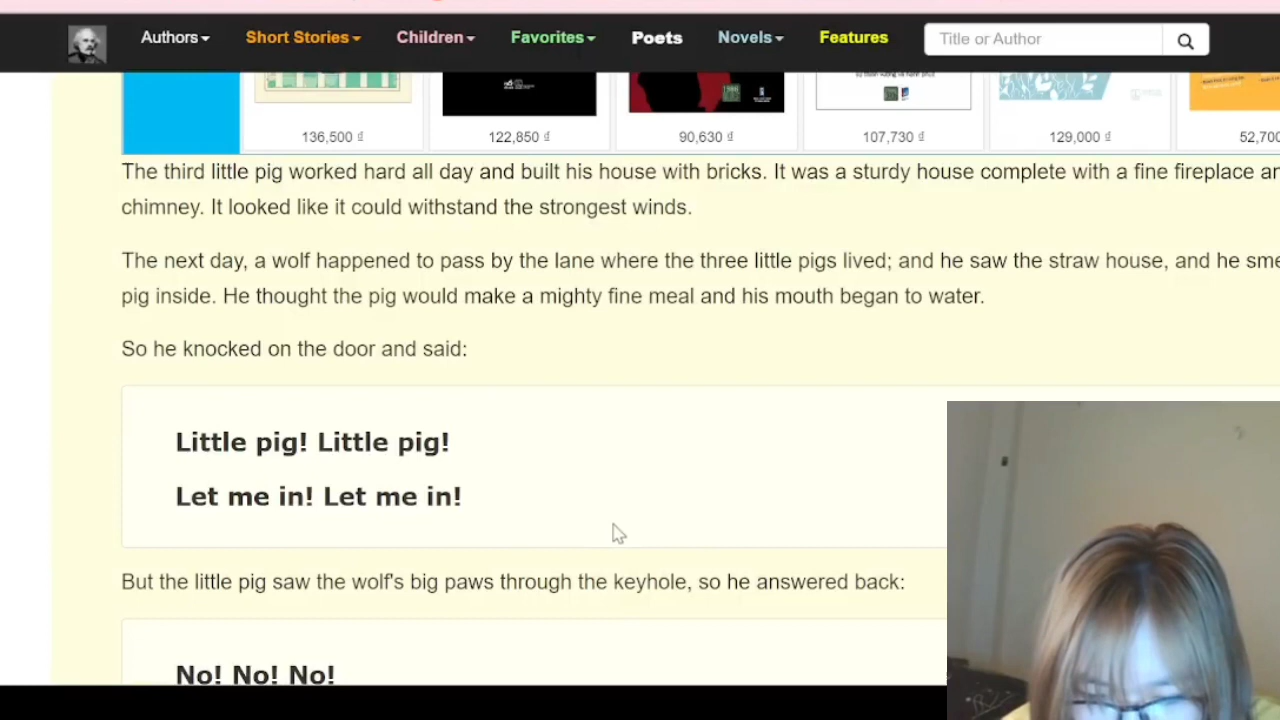 Authors Short Stories Children Favorites Poets Novels Features Title or Author
136,500 đ 122,850 đ 90,630 đ 107,730 đ 129,000 đ 52,700
The third little pig worked hard all day and built his house with bricks. It was a sturdy house complete with a fine fireplace
chimney. It looked like it could withstand the strongest winds.
The next day, a wolf happened to pass by the lane where the three little pigs lived; and he saw the straw house, and he
pig inside. He thought the pig would make a mighty fine meal and his mouth began to water.
So he knocked on the door and said:
Little pig! Little pig!
Let me in! Let me in!
But the little pig saw the wolf's big paws through the keyhole, so he answered back:
No! No! No!